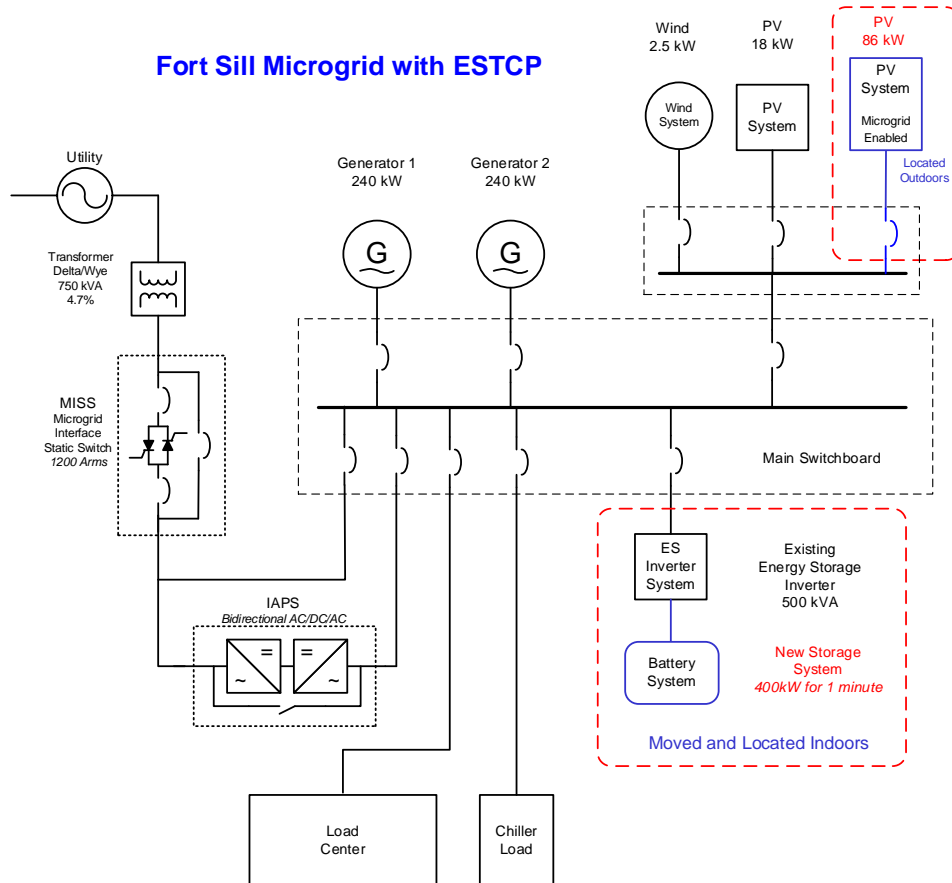 Fort Sill Microgrid with ESTCP
Wind
2.5 kW
PV
18 kW
PV
86 kW
Wind
System
PV
System
PV
System
Microgrid
Enabled
Located
Outdoors
Utility
Generator 1
240 kW
Generator 2
240 kW
G
G
Transformer
Delta/Wye
750 kVA
4.7%
MISS
Microgrid
Interface
Static Switch
1200 Arms
Main Switchboard
IAPS
Bidirectional AC/DC/AC
=
~
=
~
ES
Inverter
System
Existing
Energy Storage
Inverter
500 kVA
Battery
System
New Storage
System
400kW for 1 minute
Moved and Located Indoors
Load
Center
Chiller
Load